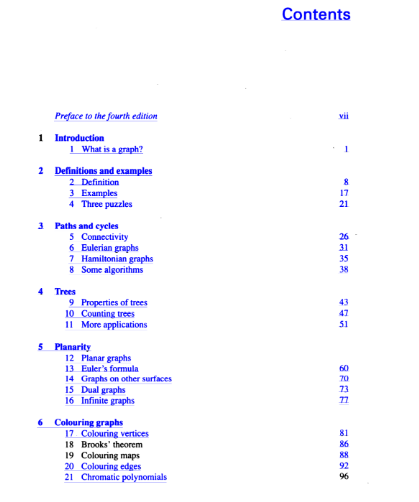 Contents
Preface to the fourth edition vii
1 Introduction
1 What is a graph? 1
2 Definitions and examples
2 Definition 8
3 Examples 17
4 Three puzzles 21
3 Paths and cycles
5 Connectivity 26
6 Eulerian graphs 31
7 Hamiltonian graphs 35
8 Some algorithms 38
4 Trees
9 Properties of trees 43
10 Counting trees 47
11 More applications 51
5 Planarity
12 Planar graphs
13 Euler's formula 60
14 Graphs on other surfaces 70
15 Dual graphs 73
16 Infinite graphs 77
6 Colouring graphs
17 Colouring vertices 81
18 Brooks' theorem 86
19 Colouring maps 88
20 Colouring edges 92
21 Chromatic polynomials 96